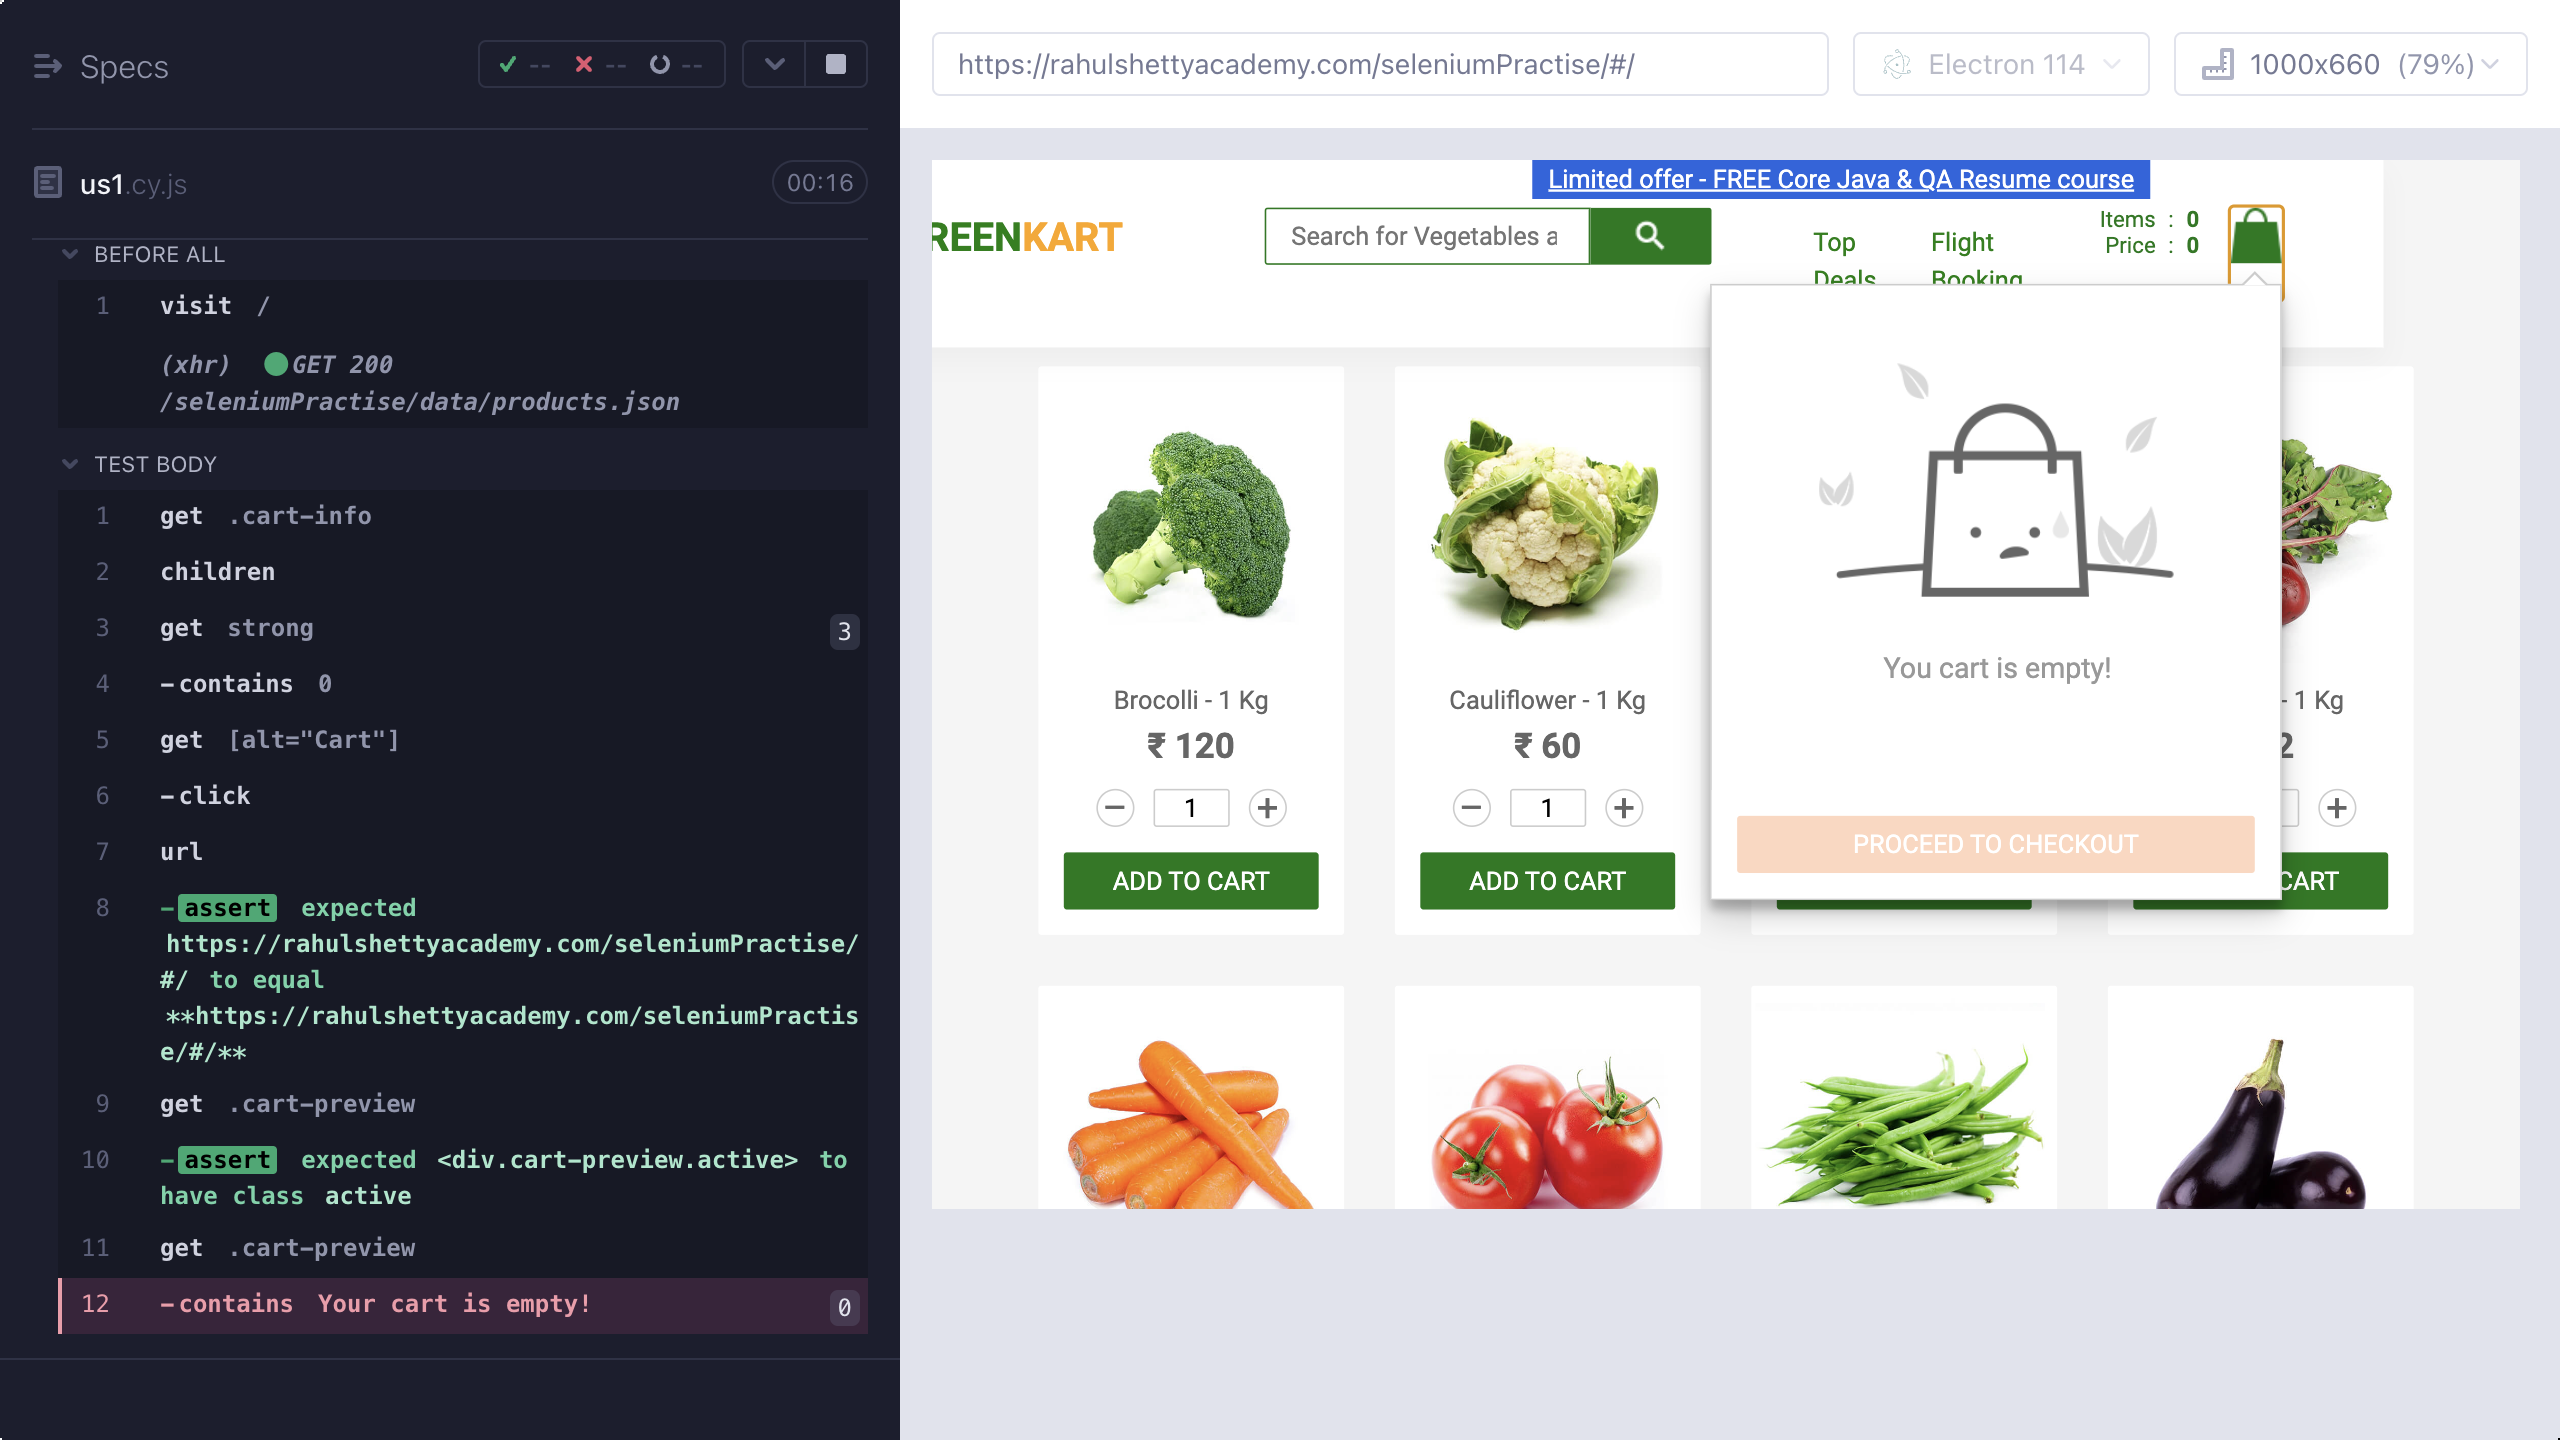 Specs
-- -- --
us1.cy.js
00:16
BEFORE ALL
1 visit /
(xhr) GET 200
/seleniumPractise/data/products.json
TEST BODY
1 get .cart-info
2 children
3 get strong 3
4 -contains 0
5 get [alt="Cart"]
6 -click
7 url
8 -assert expected
https://rahulshettyacademy.com/seleniumPractise/
#/ to equal
**https://rahulshettyacademy.com/seleniumPractis
e/#/**
9 get .cart-preview
10 -assert expected <div.cart-preview.active> to
have class active
11 get .cart-preview
12 -contains Your cart is empty! 0
https://rahulshettyacademy.com/seleniumPractise/#/
Electron 114
1000x660 (79%)
Limited offer - FREE Core Java & QA Resume course
REENKART
Search for Vegetables a
Top
Deals
Flight
Booking
Items : 0
Price : 0
You cart is empty!
PROCEED TO CHECKOUT
Brocolli - 1 Kg
₹ 120
1
ADD TO CART
Cauliflower - 1 Kg
₹ 60
1
ADD TO CART
- 1 Kg
2
CART